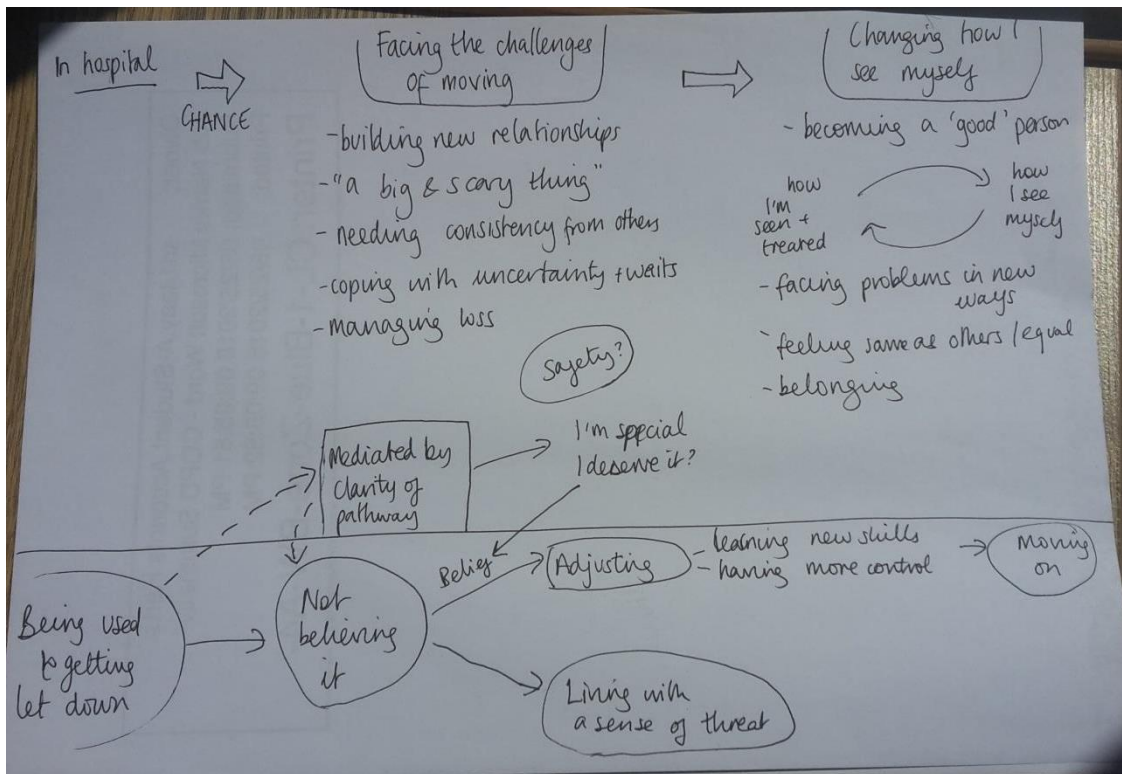 In hospital
CHANCE
Facing the challenges
of moving
- building new relationships
- "a big & scary thing"
- needing consistency from others
- coping with uncertainty + waits
- managing loss
Changing how I
see myself
- becoming a 'good' person
how
I'm
seen +
treated
how
I see
myself
- facing problems in new
ways
- feeling same as others / equal
- belonging
Safety?
Mediated by
clarity of
pathway
I'm special
I deserve it?
Being used
to getting
let down
Not
believing
it
Belief
Adjusting
- learning new skills
- having more control
Moving
on
Living with
a sense of threat